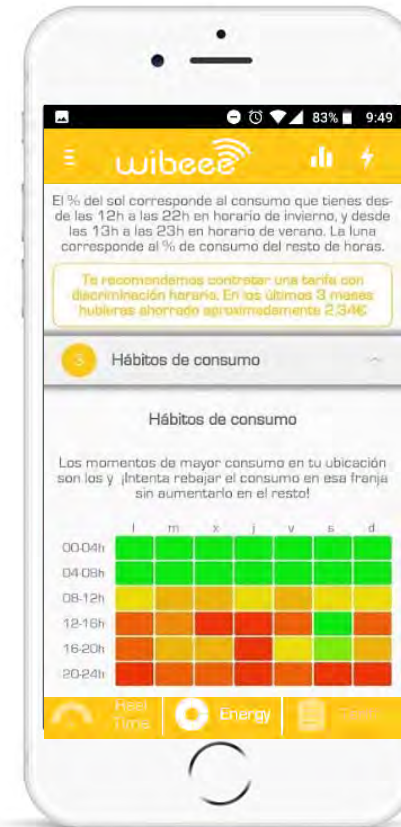 83% 9:49
wibeee
El % del sol corresponde al consumo que tienes des-
de las 12h a las 22h en horario de invierno, y desde
las 13h a las 23h en horario de verano. La luna
corresponde al % de consumo del resto de horas.
Te recomendamos contratar una tarifa con
discriminación horaria. En los últimos 3 meses
hubieras ahorrado aproximadamente 2,34€
3 Hábitos de consumo
Hábitos de consumo
Los momentos de mayor consumo en tu ubicación
son los y ¡Intenta rebajar el consumo en esa franja
sin aumentarlo en el resto!
l m x j v s d
00-04h
04-08h
08-12h
12-16h
16-20h
20-24h
Real
Time
Energy